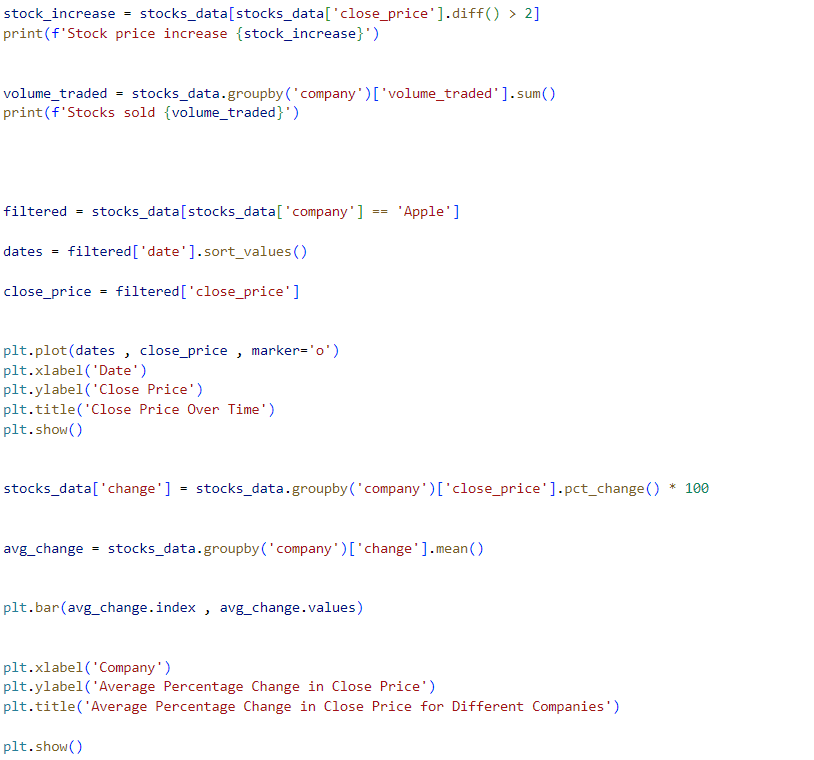 stock_increase = stocks_data[stocks_data['close_price'].diff() > 2]
print(f'Stock price increase {stock_increase}')
volume_traded = stocks_data.groupby('company')['volume_traded'].sum()
print(f'Stocks sold {volume_traded}')
filtered = stocks_data[stocks_data['company'] == 'Apple']
dates = filtered['date'].sort_values()
close_price = filtered['close_price']
plt.plot(dates , close_price , marker='o')
plt.xlabel('Date')
plt.ylabel('Close Price')
plt.title('Close Price Over Time')
plt.show()
stocks_data['change'] = stocks_data.groupby('company')['close_price'].pct_change() * 100
avg_change = stocks_data.groupby('company')['change'].mean()
plt.bar(avg_change.index , avg_change.values)
plt.xlabel('Company')
plt.ylabel('Average Percentage Change in Close Price')
plt.title('Average Percentage Change in Close Price for Different Companies')
plt.show()